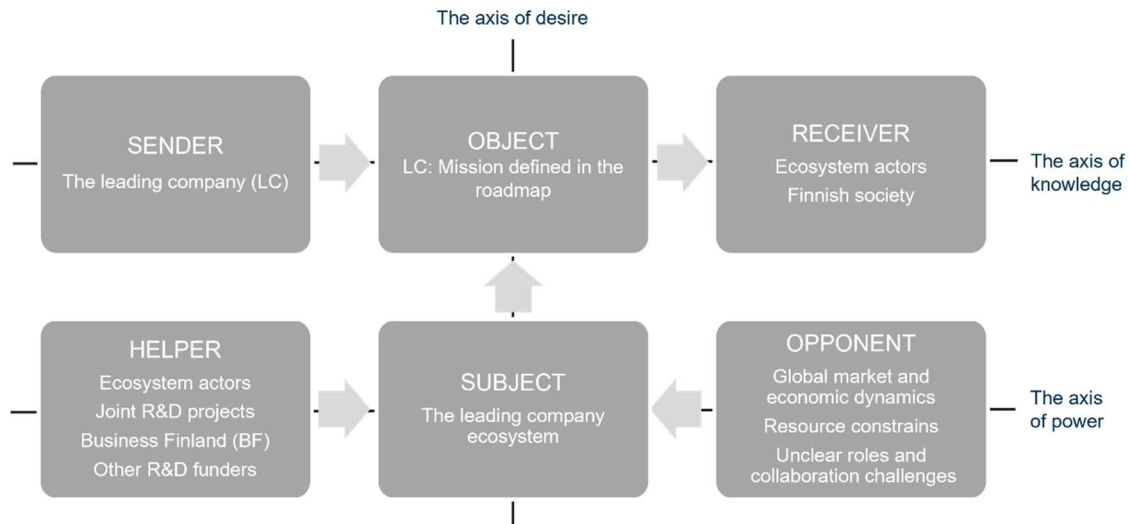 The axis of desire
SENDER
The leading company (LC)
OBJECT
LC: Mission defined in the
roadmap
RECEIVER
Ecosystem actors
Finnish society
The axis of
knowledge
HELPER
Ecosystem actors
Joint R&D projects
Business Finland (BF)
Other R&D funders
SUBJECT
The leading company
ecosystem
OPPONENT
Global market and
economic dynamics
Resource constrains
Unclear roles and
collaboration challenges
The axis
of power